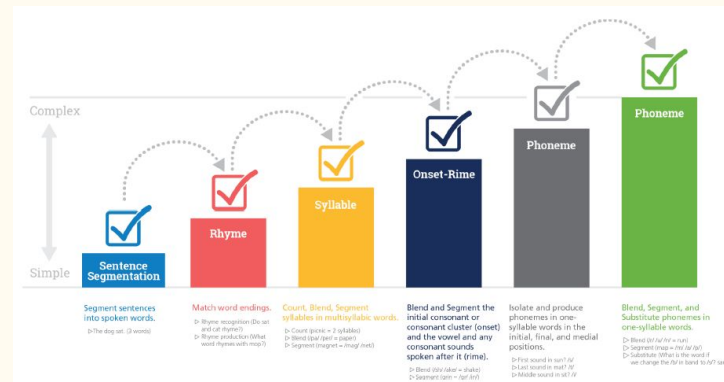 Complex
Simple
Sentence
Segmentation
Rhyme
Syllable
Onset-Rime
Phoneme
Phoneme
Segment sentences
into spoken words.
▷ The dog sat. (3 words)
Match word endings.
▷ Rhyme recognition (Do sat
and cat rhyme?)
▷ Rhyme production (What
word rhymes with mop?)
Count, Blend, Segment
syllables in multisyllabic words.
▷ Count (picnic = 2 syllables)
▷ Blend (/pa/ /per/ = paper)
▷ Segment (magnet = /mag/ /net/)
Blend and Segment the
initial consonant or
consonant cluster (onset)
and the vowel and any
consonant sounds
spoken after it (rime).
▷ Blend (/sh/ /ake/ = shake)
▷ Segment (grin =
Isolate and produce
phonemes in one-
syllable words in the
initial, final, and medial
positions.
▷ First sound in sun? /s/
▷ Last sound in mat? /t/
▷ Middle sound in sit? /i/
Blend, Segment, and
Substitute phonemes in
one-syllable words.
▷ Blend (/r/ /u/ /n/ = run)
▷ Segment (map = /m/ /a/ /p/)
▷ Substitute (What is the word if
we change the /b/ in band to /s/?